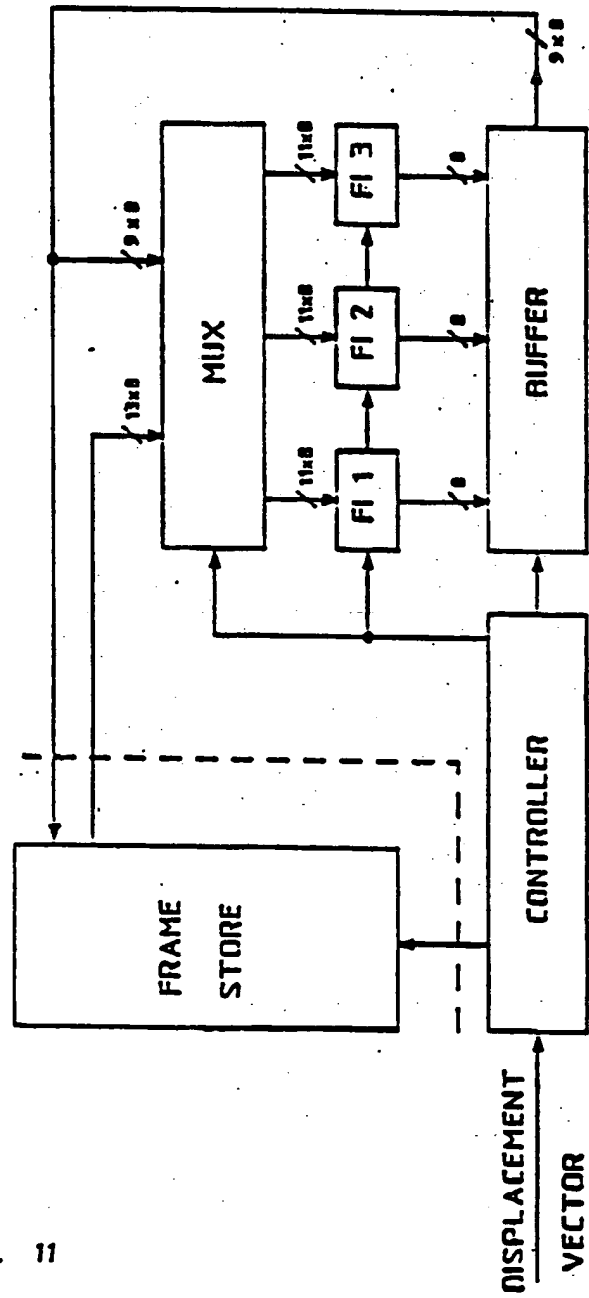 FRAME
STORE
13x8
9x8
9x8
MUX
11x8
11x8
11x8
FI 1
FI 2
FI 3
8
8
8
BUFFER
CONTROLLER
DISPLACEMENT
VECTOR
11